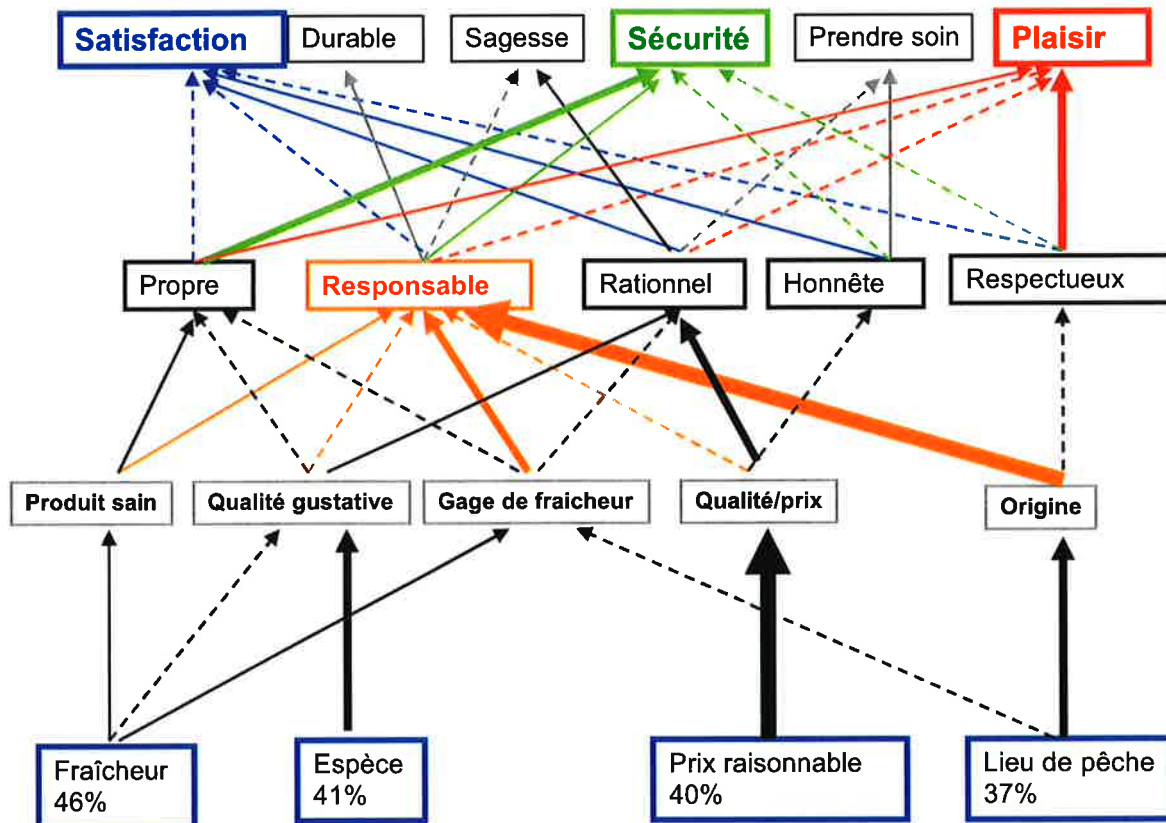 Satisfaction
Durable
Sagesse
Sécurité
Prendre soin
Plaisir
Propre
Responsable
Rationnel
Honnête
Respectueux
Produit sain
Qualité gustative
Gage de fraicheur
Qualité/prix
Origine
Fraîcheur
46%
Espèce
41%
Prix raisonnable
40%
Lieu de pêche
37%